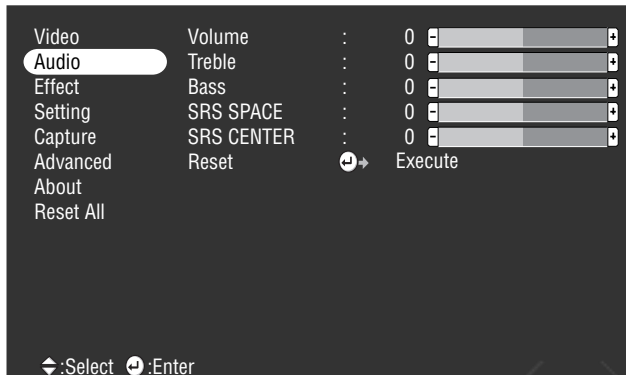 Video Volume : 0 - +
Audio Treble : 0 - +
Effect Bass : 0 - +
Setting SRS SPACE : 0 - +
Capture SRS CENTER : 0 - +
Advanced Reset Execute
About
Reset All
:Select :Enter